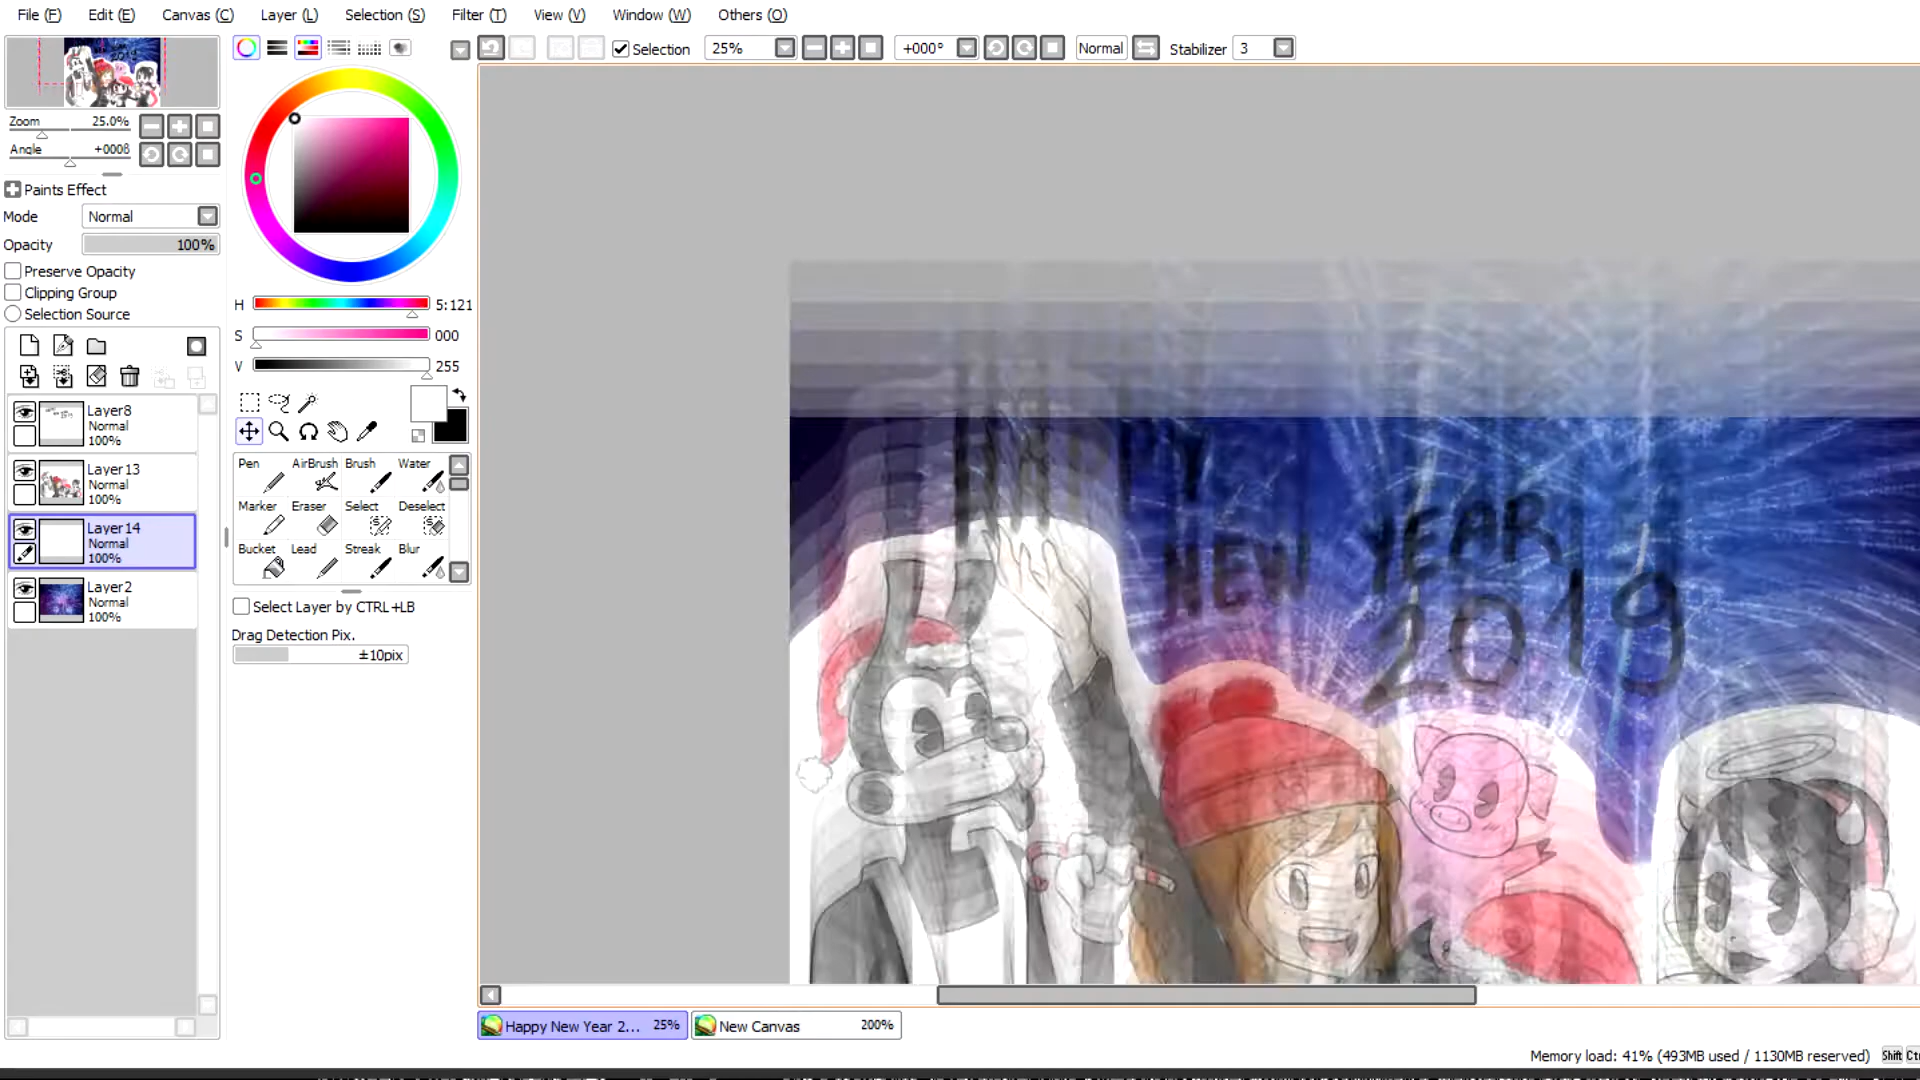 File (F) Edit (E) Canvas (C) Layer (L) Selection (S) Filter (T) View (V) Window (W) Others (O)
Selection 25% +000° Normal Stabilizer 3
Zoom 25.0%
Angle +000ß
Paints Effect
Mode Normal
Opacity 100%
Preserve Opacity
Clipping Group
Selection Source
Layer8
Normal
100%
Layer13
Normal
100%
Layer14
Normal
100%
Layer2
Normal
100%
H 5:121
S 000
V 255
Pen AirBrush Brush Water
Marker Eraser Select Deselect
Bucket Lead Streak Blur
Select Layer by CTRL+LB
Drag Detection Pix.
±10pix
HAPPY
NEW YEAR
2019
Happy New Year 2... 25% New Canvas 200%
Memory load: 41% (493MB used / 1130MB reserved) Shift